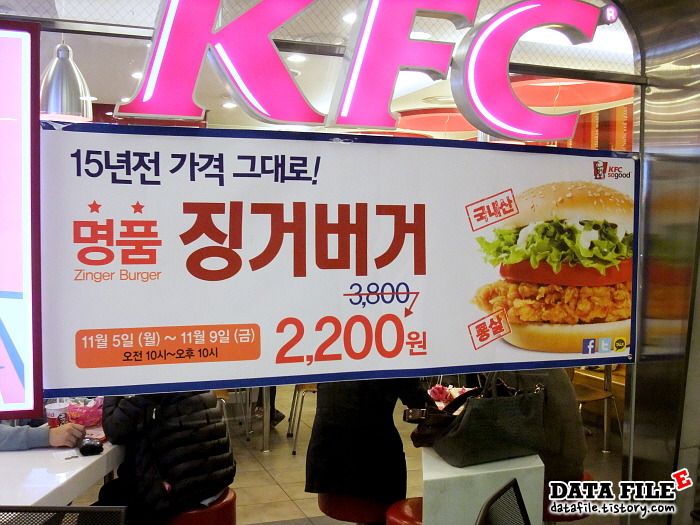 KFC®
15년전 가격 그대로!
KFC
sogood
명품 징거버거
Zinger Burger
국내산
3,800
11월 5일 (월) ~ 11월 9일 (금)
오전 10시~오후 10시
2,200원
통살
TALK
DATA FILE
datafile.tistory.com